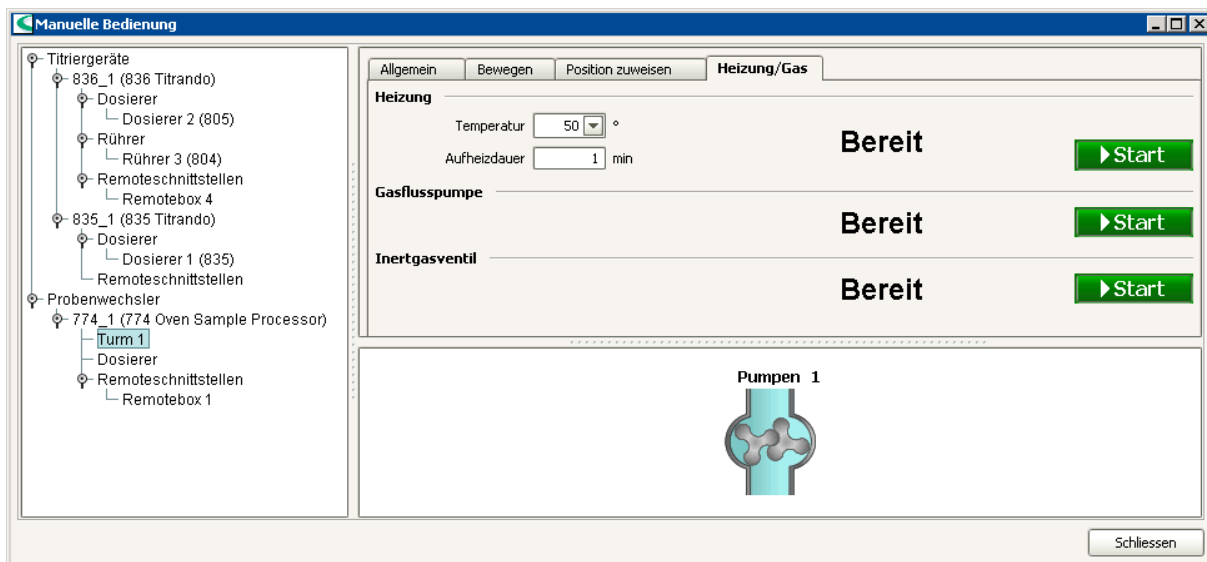 Manuelle Bedienung
Titriergeräte
836_1 (836 Titrando)
Dosierer
Dosierer 2 (805)
Rührer
Rührer 3 (804)
Remoteschnittstellen
Remotebox 4
835_1 (835 Titrando)
Dosierer
Dosierer 1 (835)
Remoteschnittstellen
Probenwechsler
774_1 (774 Oven Sample Processor)
Turm 1
Dosierer
Remoteschnittstellen
Remotebox 1
Allgemein Bewegen Position zuweisen Heizung/Gas
Heizung
Temperatur 50 °
Aufheizdauer 1 min
Bereit Start
Gasflusspumpe
Bereit Start
Inertgasventil
Bereit Start
Pumpen 1
Schliessen